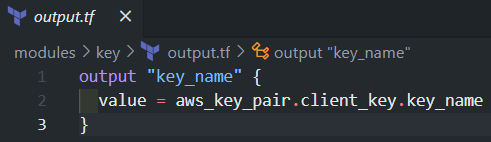 output.tf ×
modules > key > output.tf > output "key_name"
1 output "key_name" {
2 value = aws_key_pair.client_key.key_name
3 }